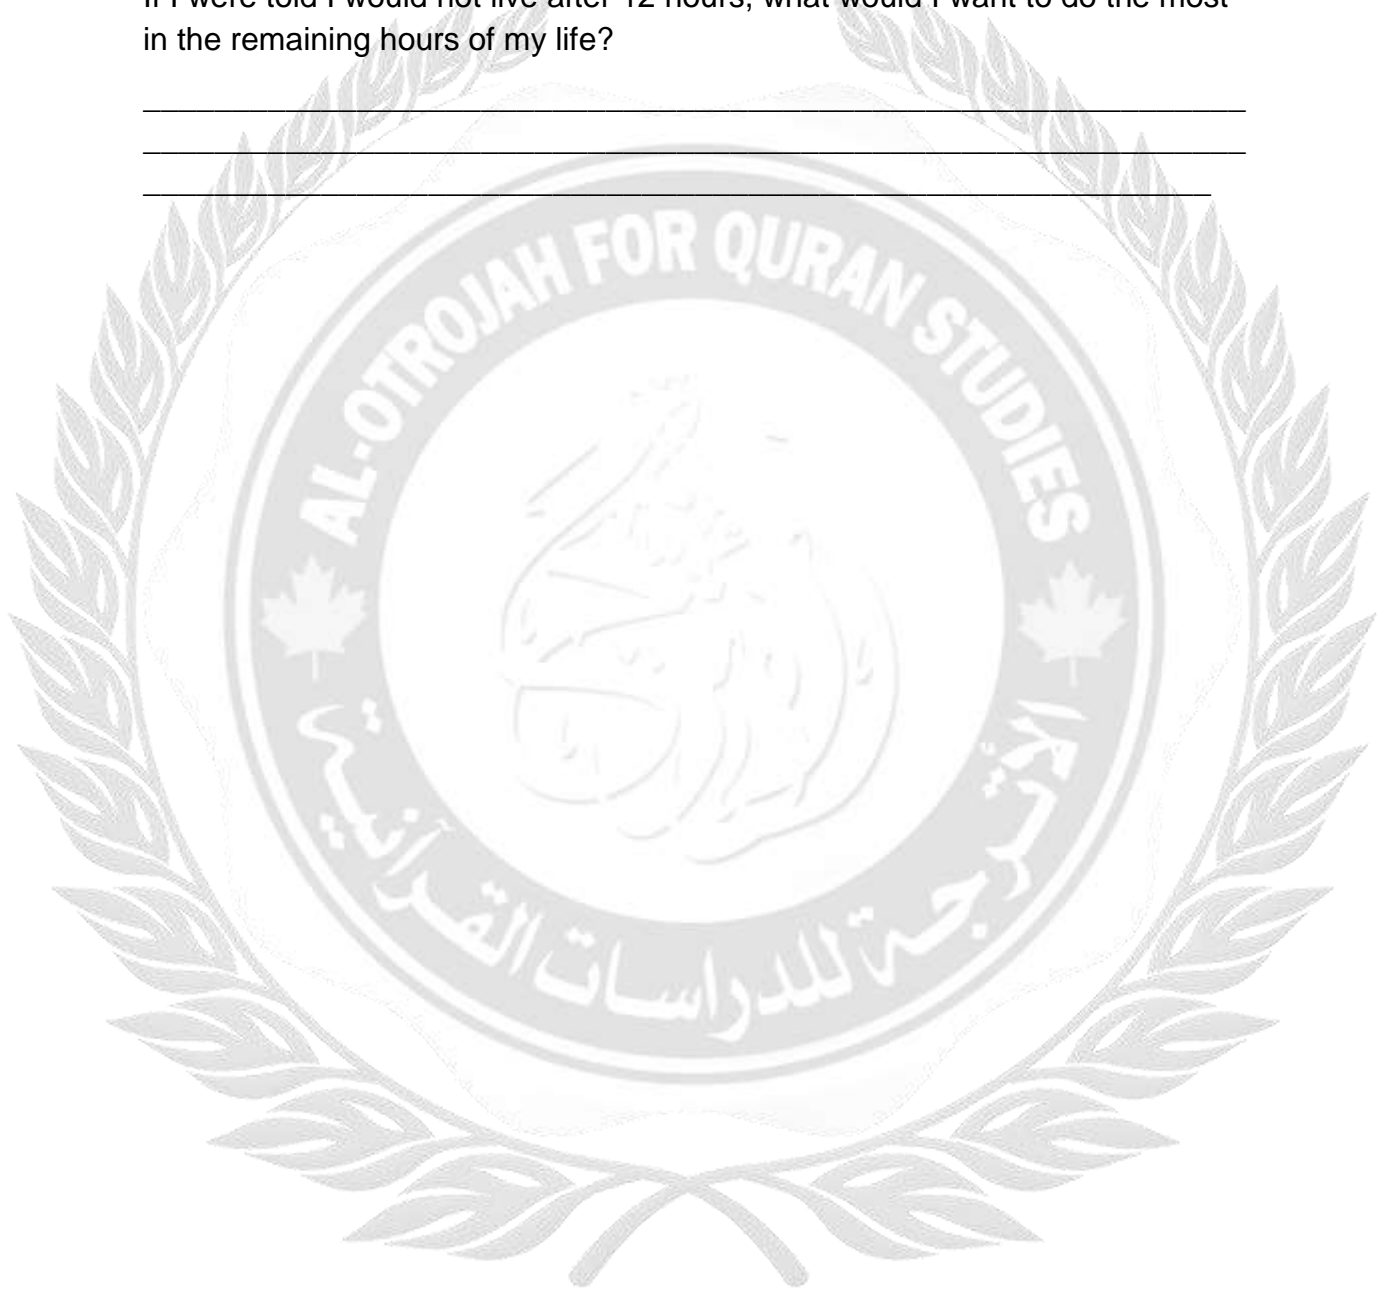 If I were told I would not live after 12 hours, what would I want to do the most
in the remaining hours of my life?
AL-OTROJAH FOR QURAN STUDIES
الأترجة للدراسات القرآنية